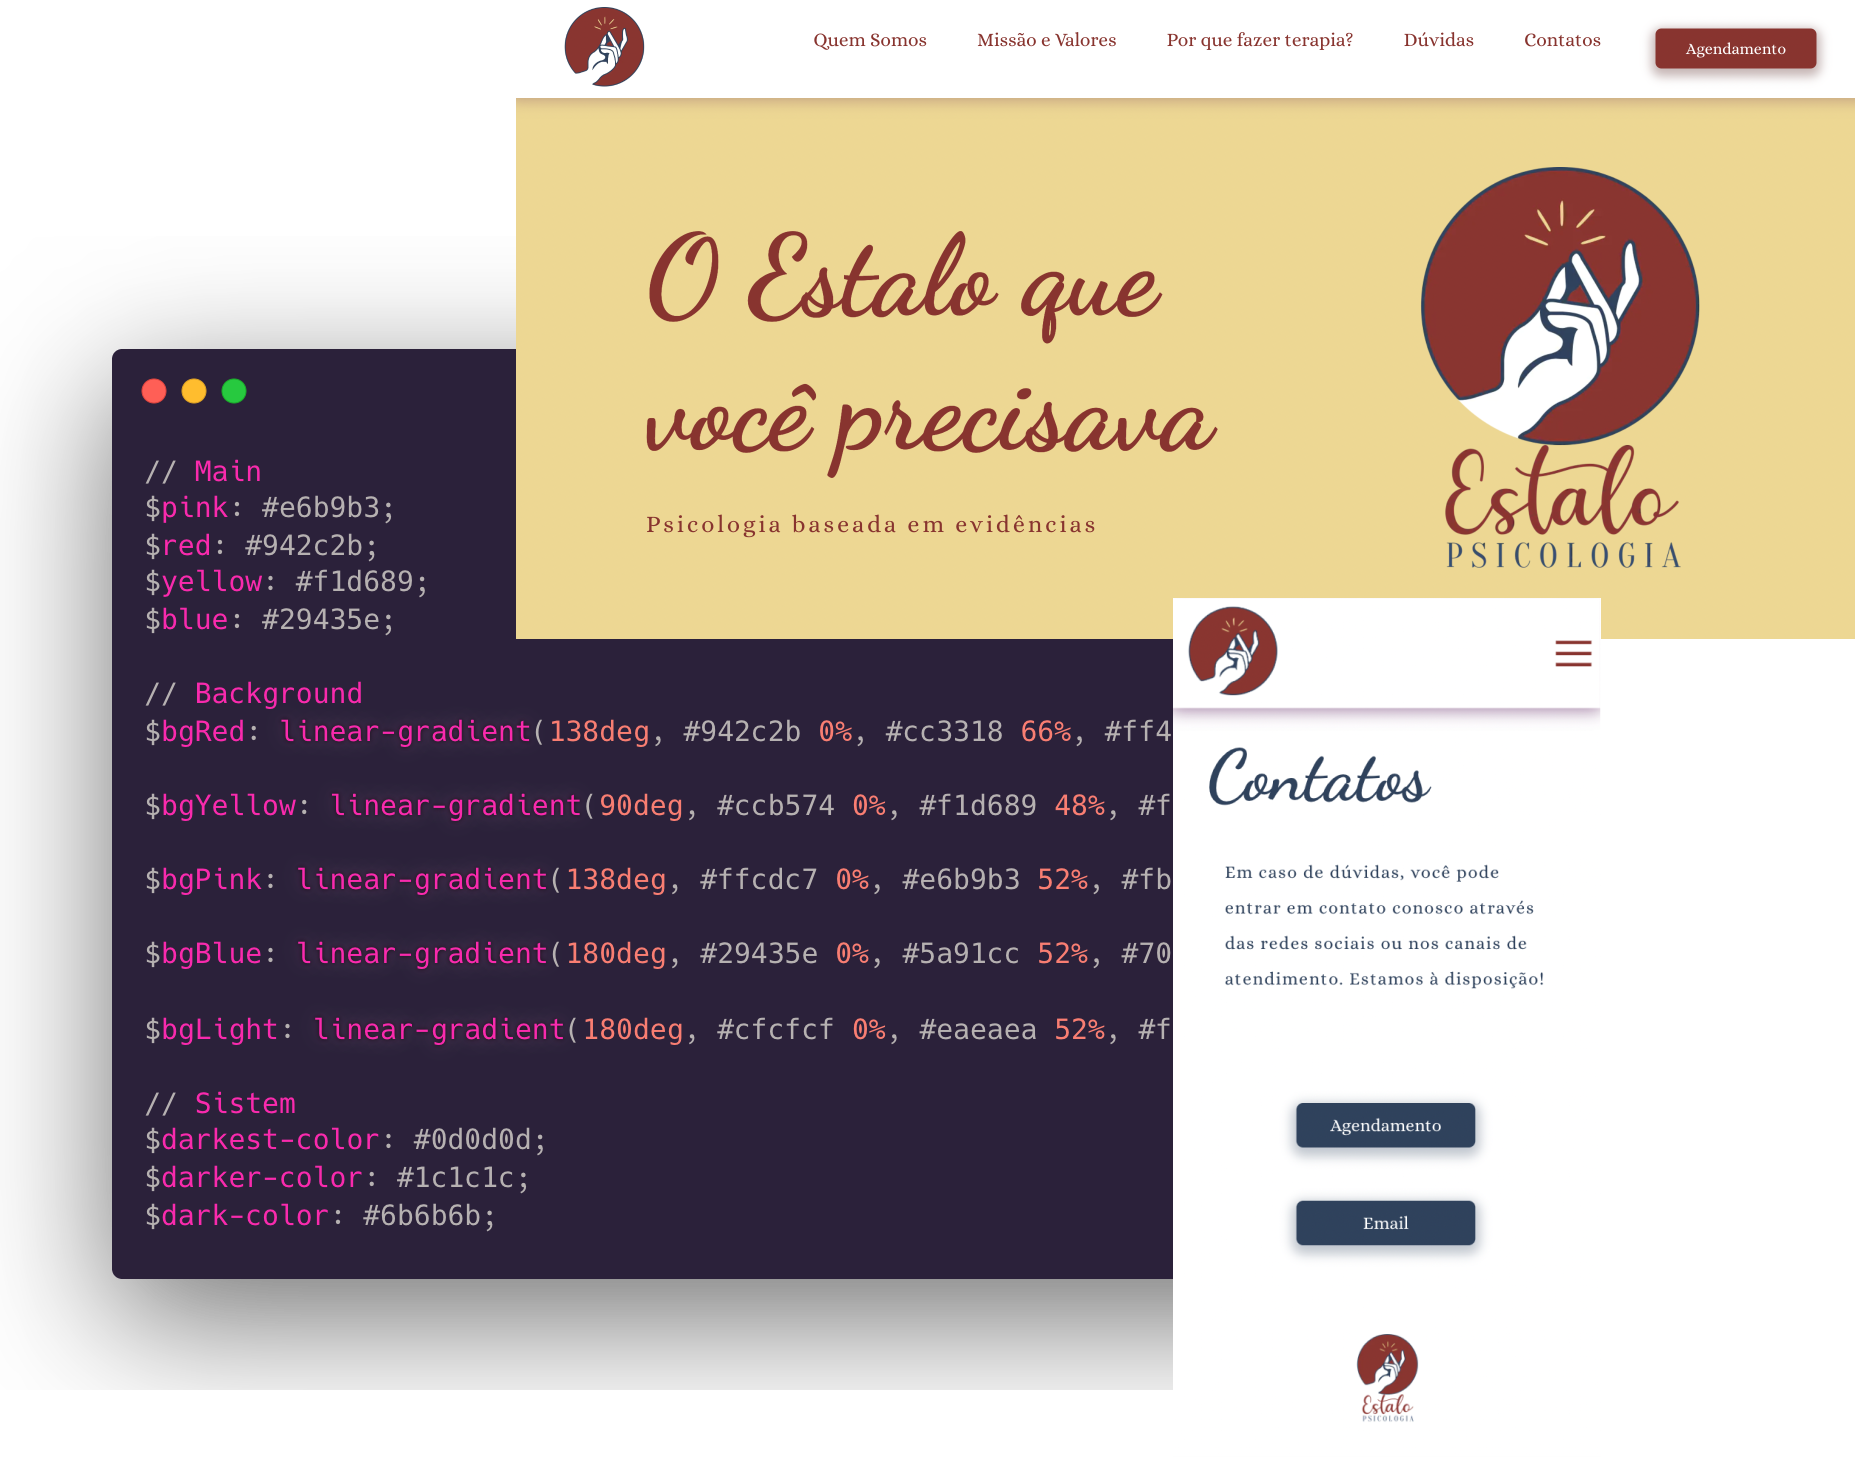 Quem Somos Missão e Valores Por que fazer terapia? Dúvidas Contatos Agendamento
O Estalo que
você precisava
Psicologia baseada em evidências
Estalo
PSICOLOGIA
// Main
$pink: #e6b9b3;
$red: #942c2b;
$yellow: #f1d689;
$blue: #29435e;
// Background
$bgRed: linear-gradient(138deg, #942c2b 0%, #cc3318 66%, #ff4
$bgYellow: linear-gradient(90deg, #ccb574 0%, #f1d689 48%, #f
$bgPink: linear-gradient(138deg, #ffcdc7 0%, #e6b9b3 52%, #fb
$bgBlue: linear-gradient(180deg, #29435e 0%, #5a91cc 52%, #70
$bgLight: linear-gradient(180deg, #cfcfcf 0%, #eaeaea 52%, #f
// Sistem
$darkest-color: #0d0d0d;
$darker-color: #1c1c1c;
$dark-color: #6b6b6b;
Contatos
Em caso de dúvidas, você pode
entrar em contato conosco através
das redes sociais ou nos canais de
atendimento. Estamos à disposição!
Agendamento
Email
Estalo
PSICOLOGIA